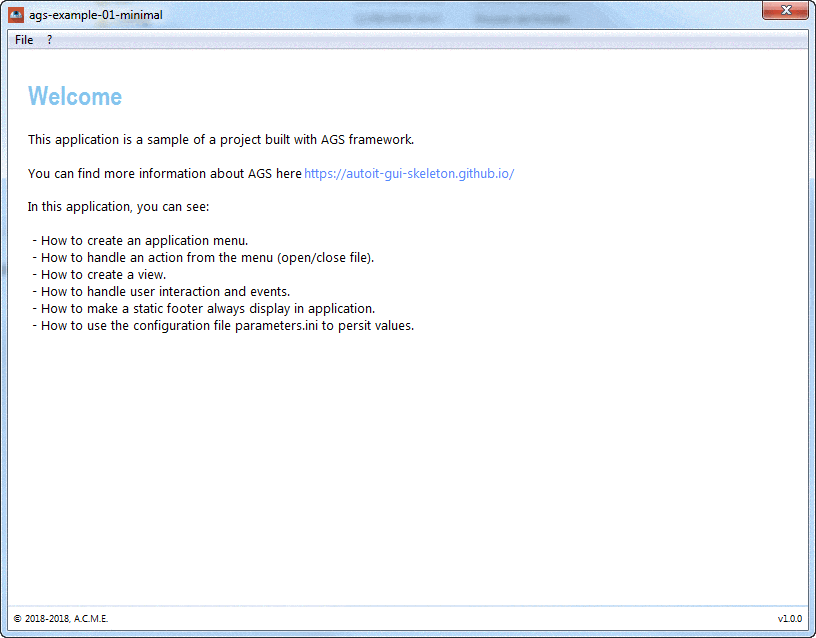 ags-example-01-minimal
File ?
Welcome
This application is a sample of a project built with AGS framework.
You can find more information about AGS here https://autoit-gui-skeleton.github.io/
In this application, you can see:
- How to create an application menu.
- How to handle an action from the menu (open/close file).
- How to create a view.
- How to handle user interaction and events.
- How to make a static footer always display in application.
- How to use the configuration file parameters.ini to persit values.
© 2018-2018, A.C.M.E. v1.0.0